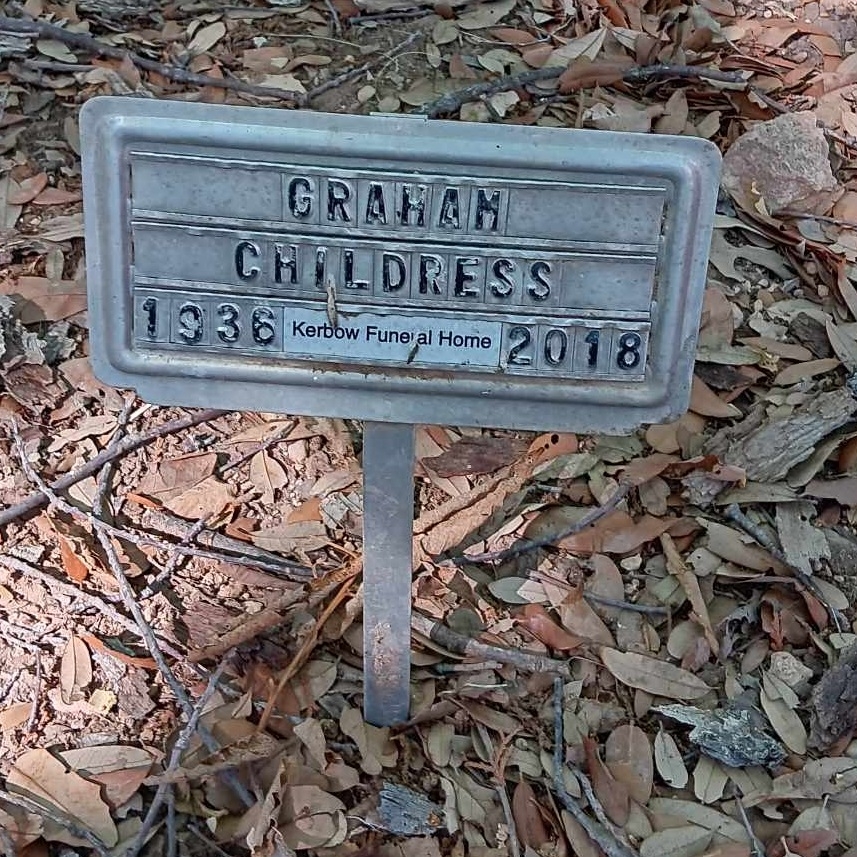 GRAHAM
CHILDRESS
1936 Kerbow Funeral Home 2018